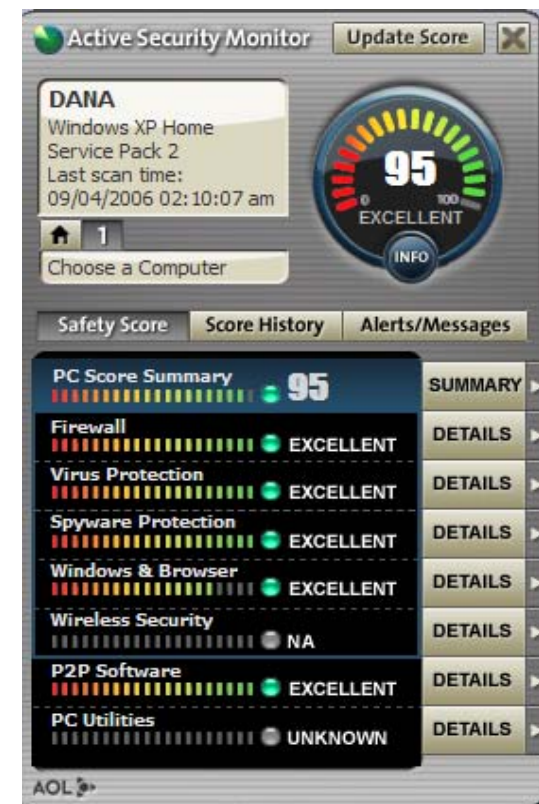 Active Security Monitor
Update Score
DANA
Windows XP Home
Service Pack 2
Last scan time:
09/04/2006 02:10:07 am
1
Choose a Computer
95
0 100
EXCELLENT
INFO
Safety Score Score History Alerts/Messages
PC Score Summary 95 SUMMARY
Firewall EXCELLENT DETAILS
Virus Protection EXCELLENT DETAILS
Spyware Protection EXCELLENT DETAILS
Windows & Browser EXCELLENT DETAILS
Wireless Security NA DETAILS
P2P Software EXCELLENT DETAILS
PC Utilities UNKNOWN DETAILS
AOL